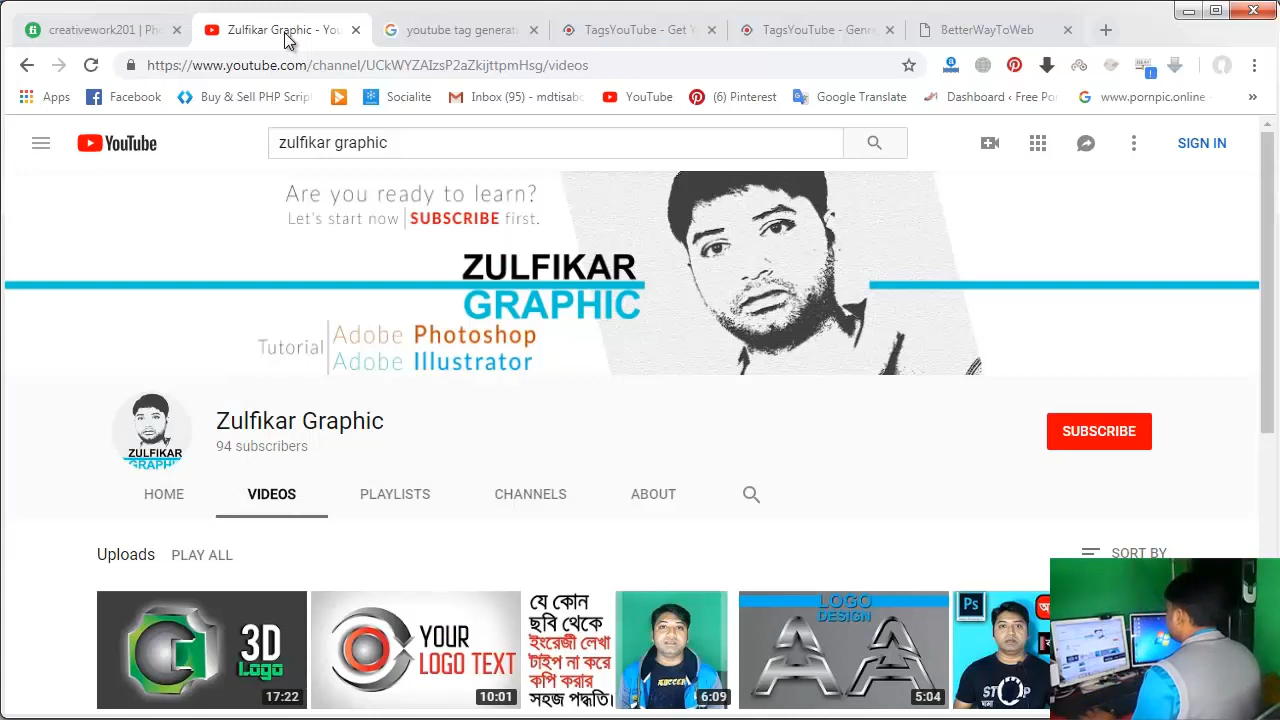 creativework201 | Ph
Zulfikar Graphic - You
youtube tag generat
TagsYouTube - Get Y
TagsYouTube - Genre
BetterWayToWeb
https://www.youtube.com/channel/UCkWYZAIzsP2aZkijttpmHsg/videos
Apps
Facebook
Buy & Sell PHP Script
Socialite
Inbox (95) - mdtisabc
YouTube
(6) Pinterest
Google Translate
Dashboard ‹ Free Po
www.pornpic.online -
YouTube
zulfikar graphic
SIGN IN
Are you ready to learn?
Let's start now SUBSCRIBE first.
ZULFIKAR
GRAPHIC
Tutorial
Adobe Photoshop
Adobe Illustrator
ZULFIKAR
GRAPHIC
Zulfikar Graphic
94 subscribers
SUBSCRIBE
HOME
VIDEOS
PLAYLISTS
CHANNELS
ABOUT
Uploads
PLAY ALL
SORT BY
3D
Logo
17:22
YOUR
LOGO TEXT
10:01
যে কোন
ছবি থেকে
ইংরেজী লেখা
টাইপ না করে
কপি করার
সহজ পদ্ধতি।
6:09
LOGO
DESIGN
5:04
Ps
ST P